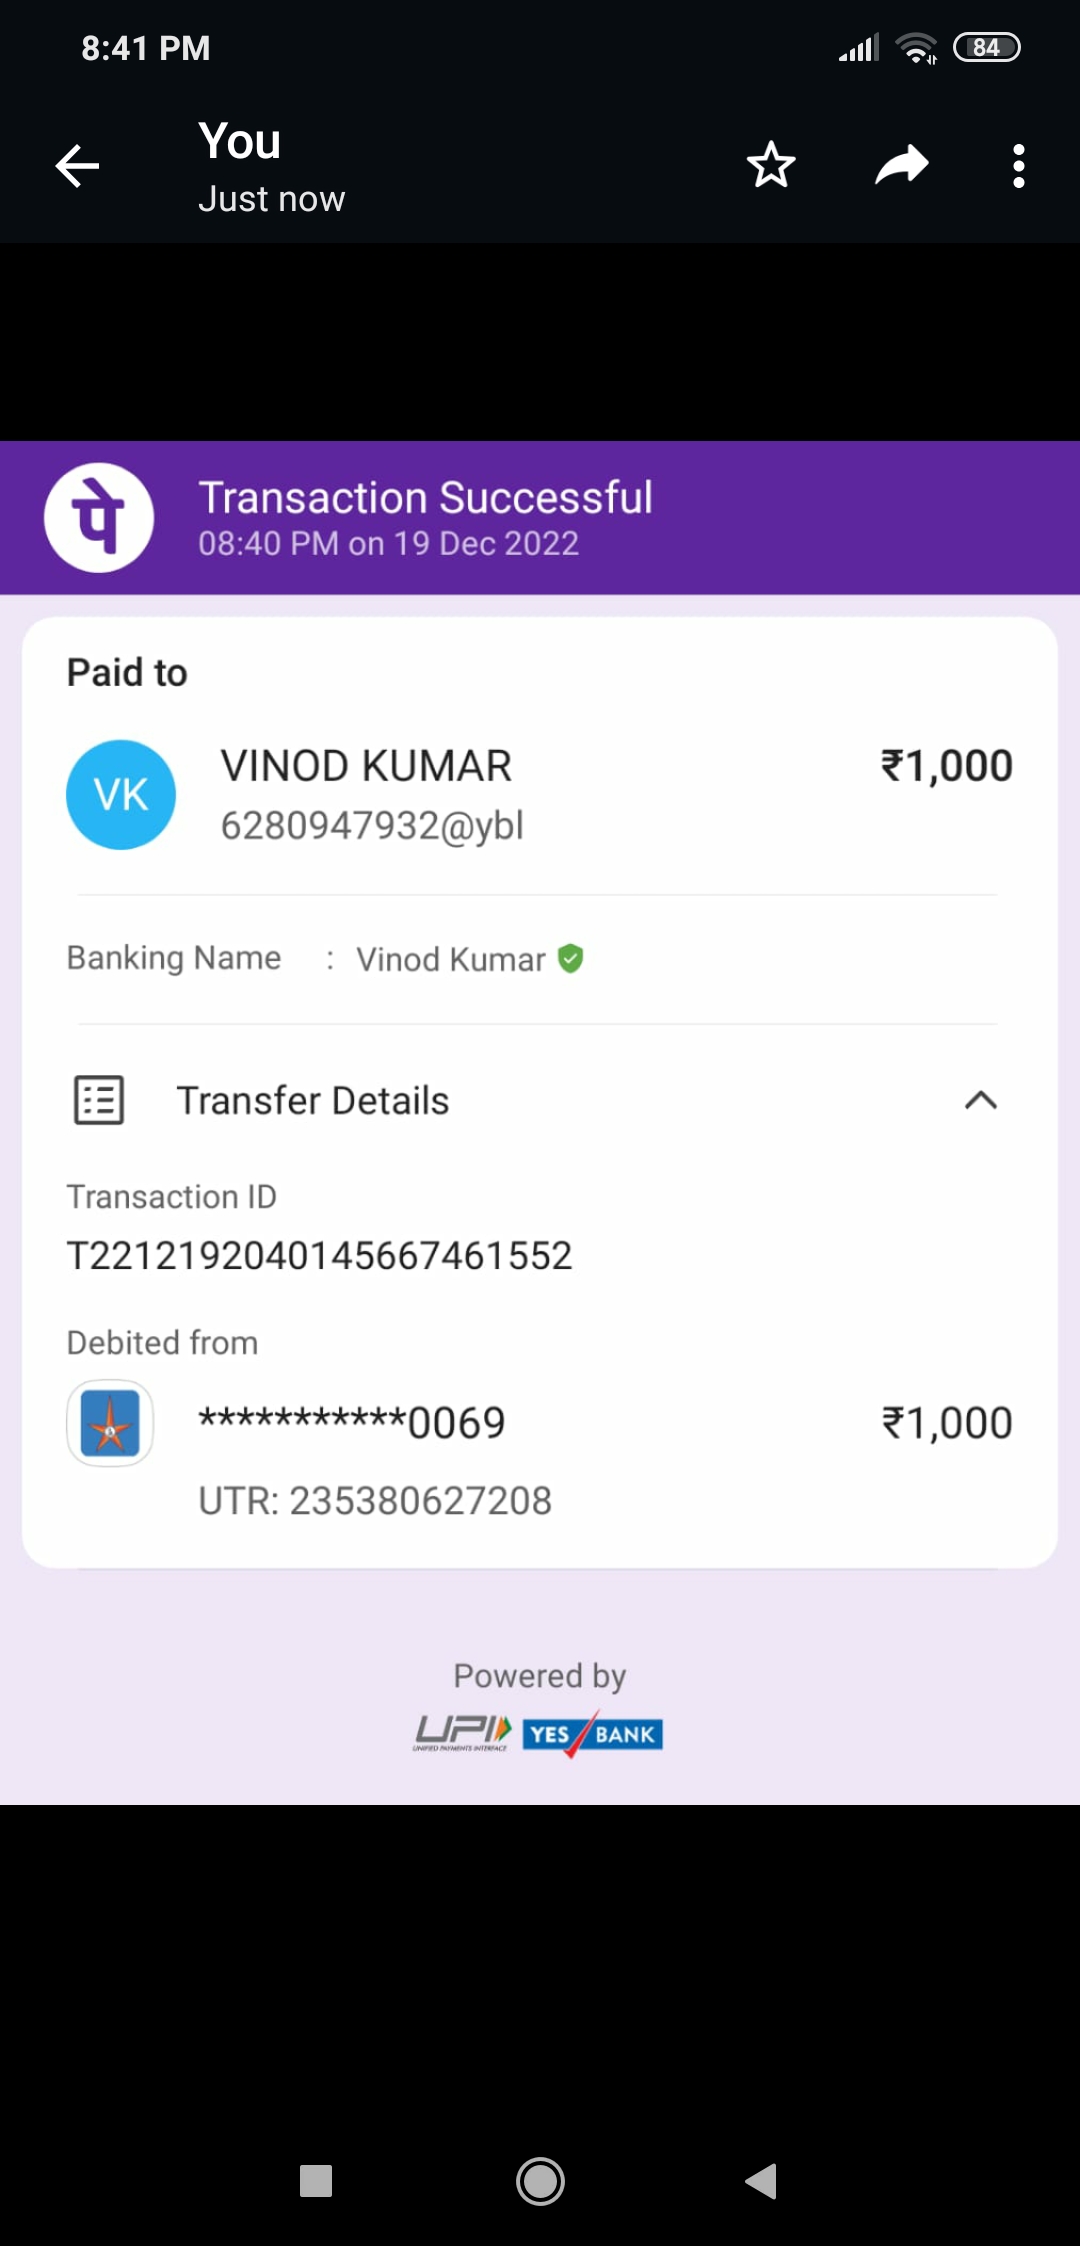 8:41 PM
84
You
Just now
पे
Transaction Successful
08:40 PM on 19 Dec 2022
Paid to
VK
VINOD KUMAR
₹1,000
6280947932@ybl
Banking Name : Vinod Kumar
Transfer Details
Transaction ID
T2212192040145667461552
Debited from
***********0069
₹1,000
UTR: 235380627208
Powered by
UPI
UNIFIED PAYMENTS INTERFACE
YES BANK